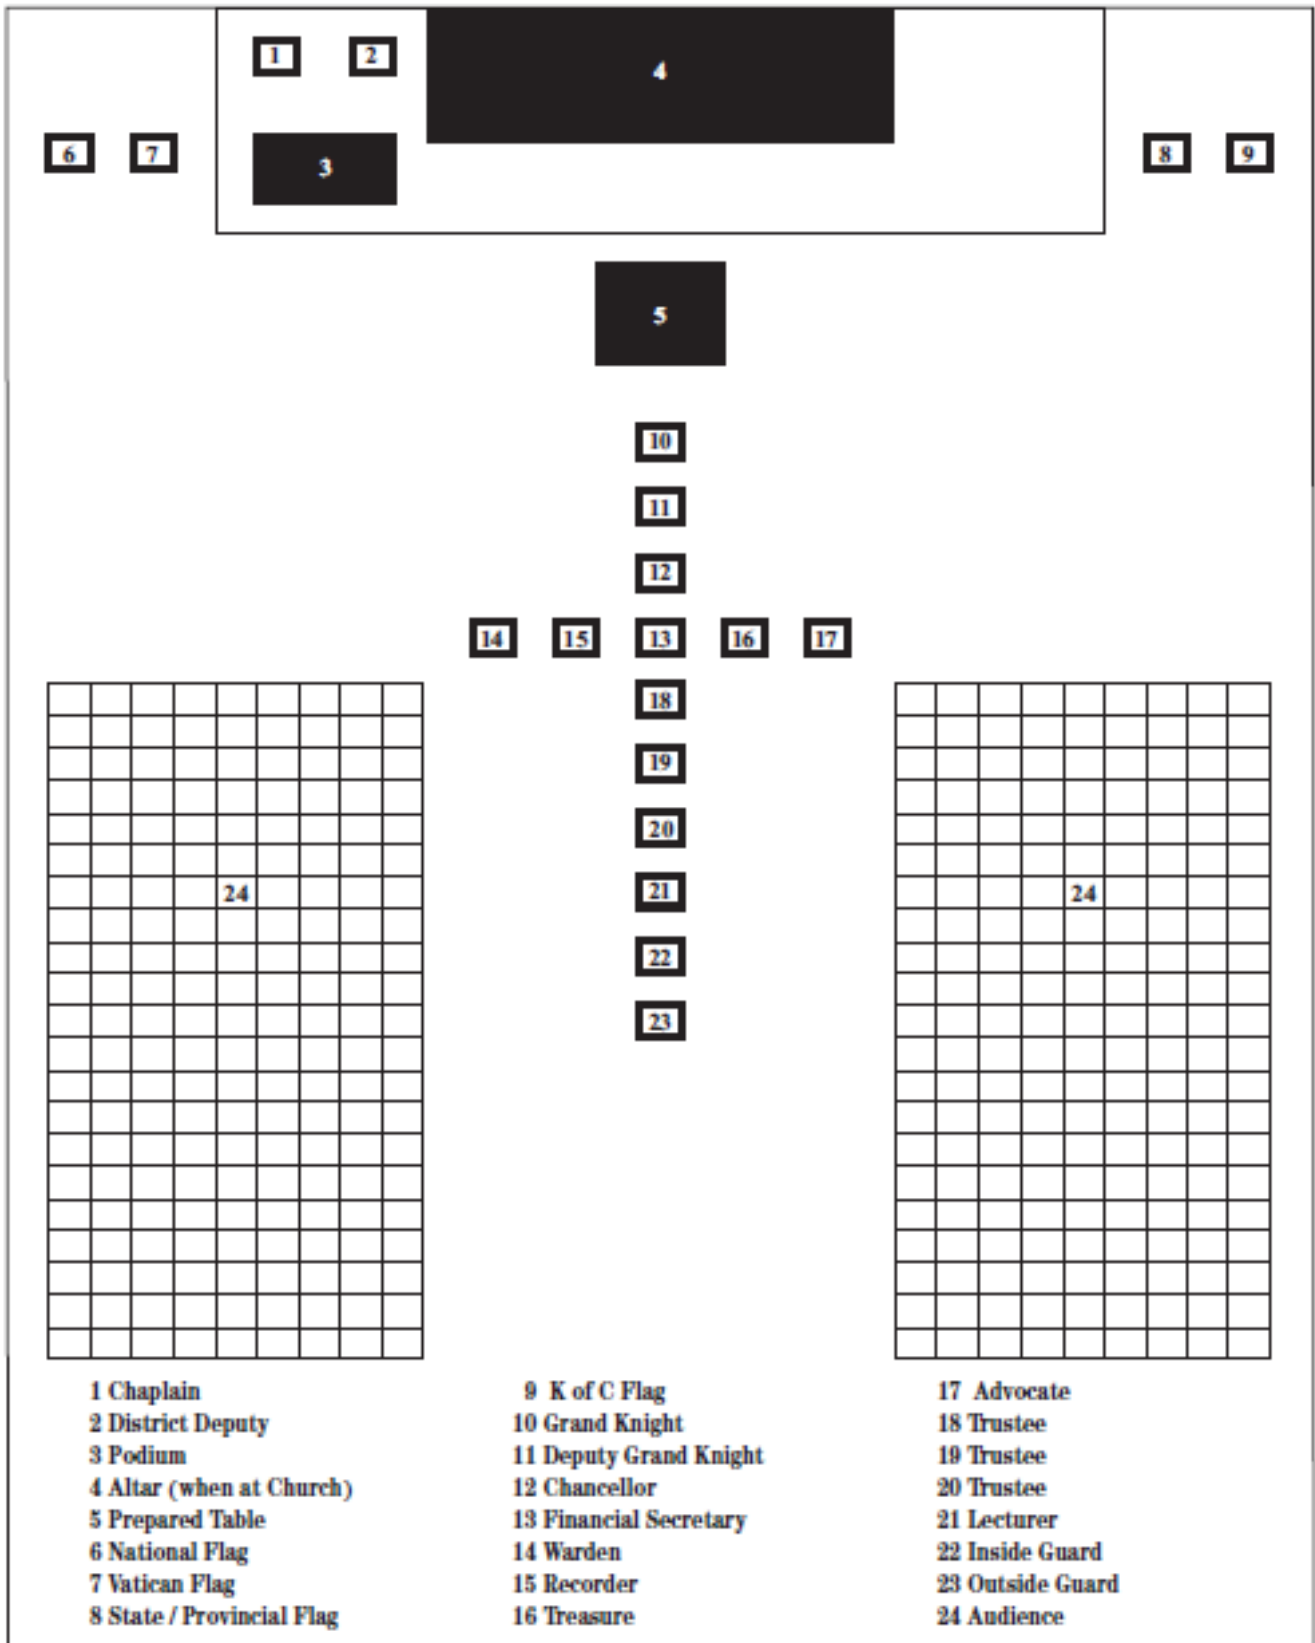 1
2
4
6
7
3
8
9
5
10
11
12
14
15
13
16
17
18
19
20
21
24
24
22
23
1 Chaplain
2 District Deputy
3 Podium
4 Altar (when at Church)
5 Prepared Table
6 National Flag
7 Vatican Flag
8 State / Provincial Flag
9 K of C Flag
10 Grand Knight
11 Deputy Grand Knight
12 Chancellor
13 Financial Secretary
14 Warden
15 Recorder
16 Treasure
17 Advocate
18 Trustee
19 Trustee
20 Trustee
21 Lecturer
22 Inside Guard
23 Outside Guard
24 Audience